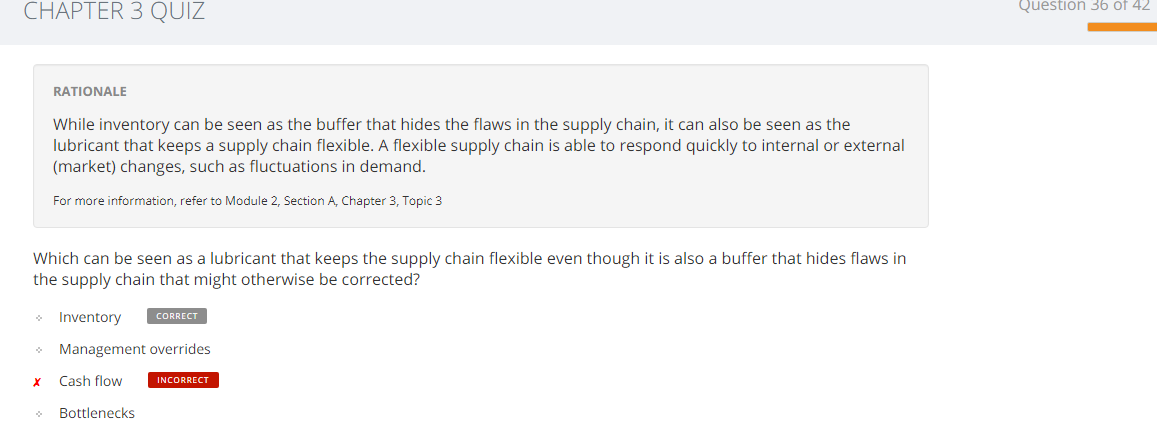 CHAPTER 3 QUIZ
Question 36 of 42
RATIONALE
While inventory can be seen as the buffer that hides the flaws in the supply chain, it can also be seen as the
lubricant that keeps a supply chain flexible. A flexible supply chain is able to respond quickly to internal or external
(market) changes, such as fluctuations in demand.
For more information, refer to Module 2, Section A, Chapter 3, Topic 3
Which can be seen as a lubricant that keeps the supply chain flexible even though it is also a buffer that hides flaws in
the supply chain that might otherwise be corrected?
Inventory CORRECT
Management overrides
✗ Cash flow INCORRECT
Bottlenecks